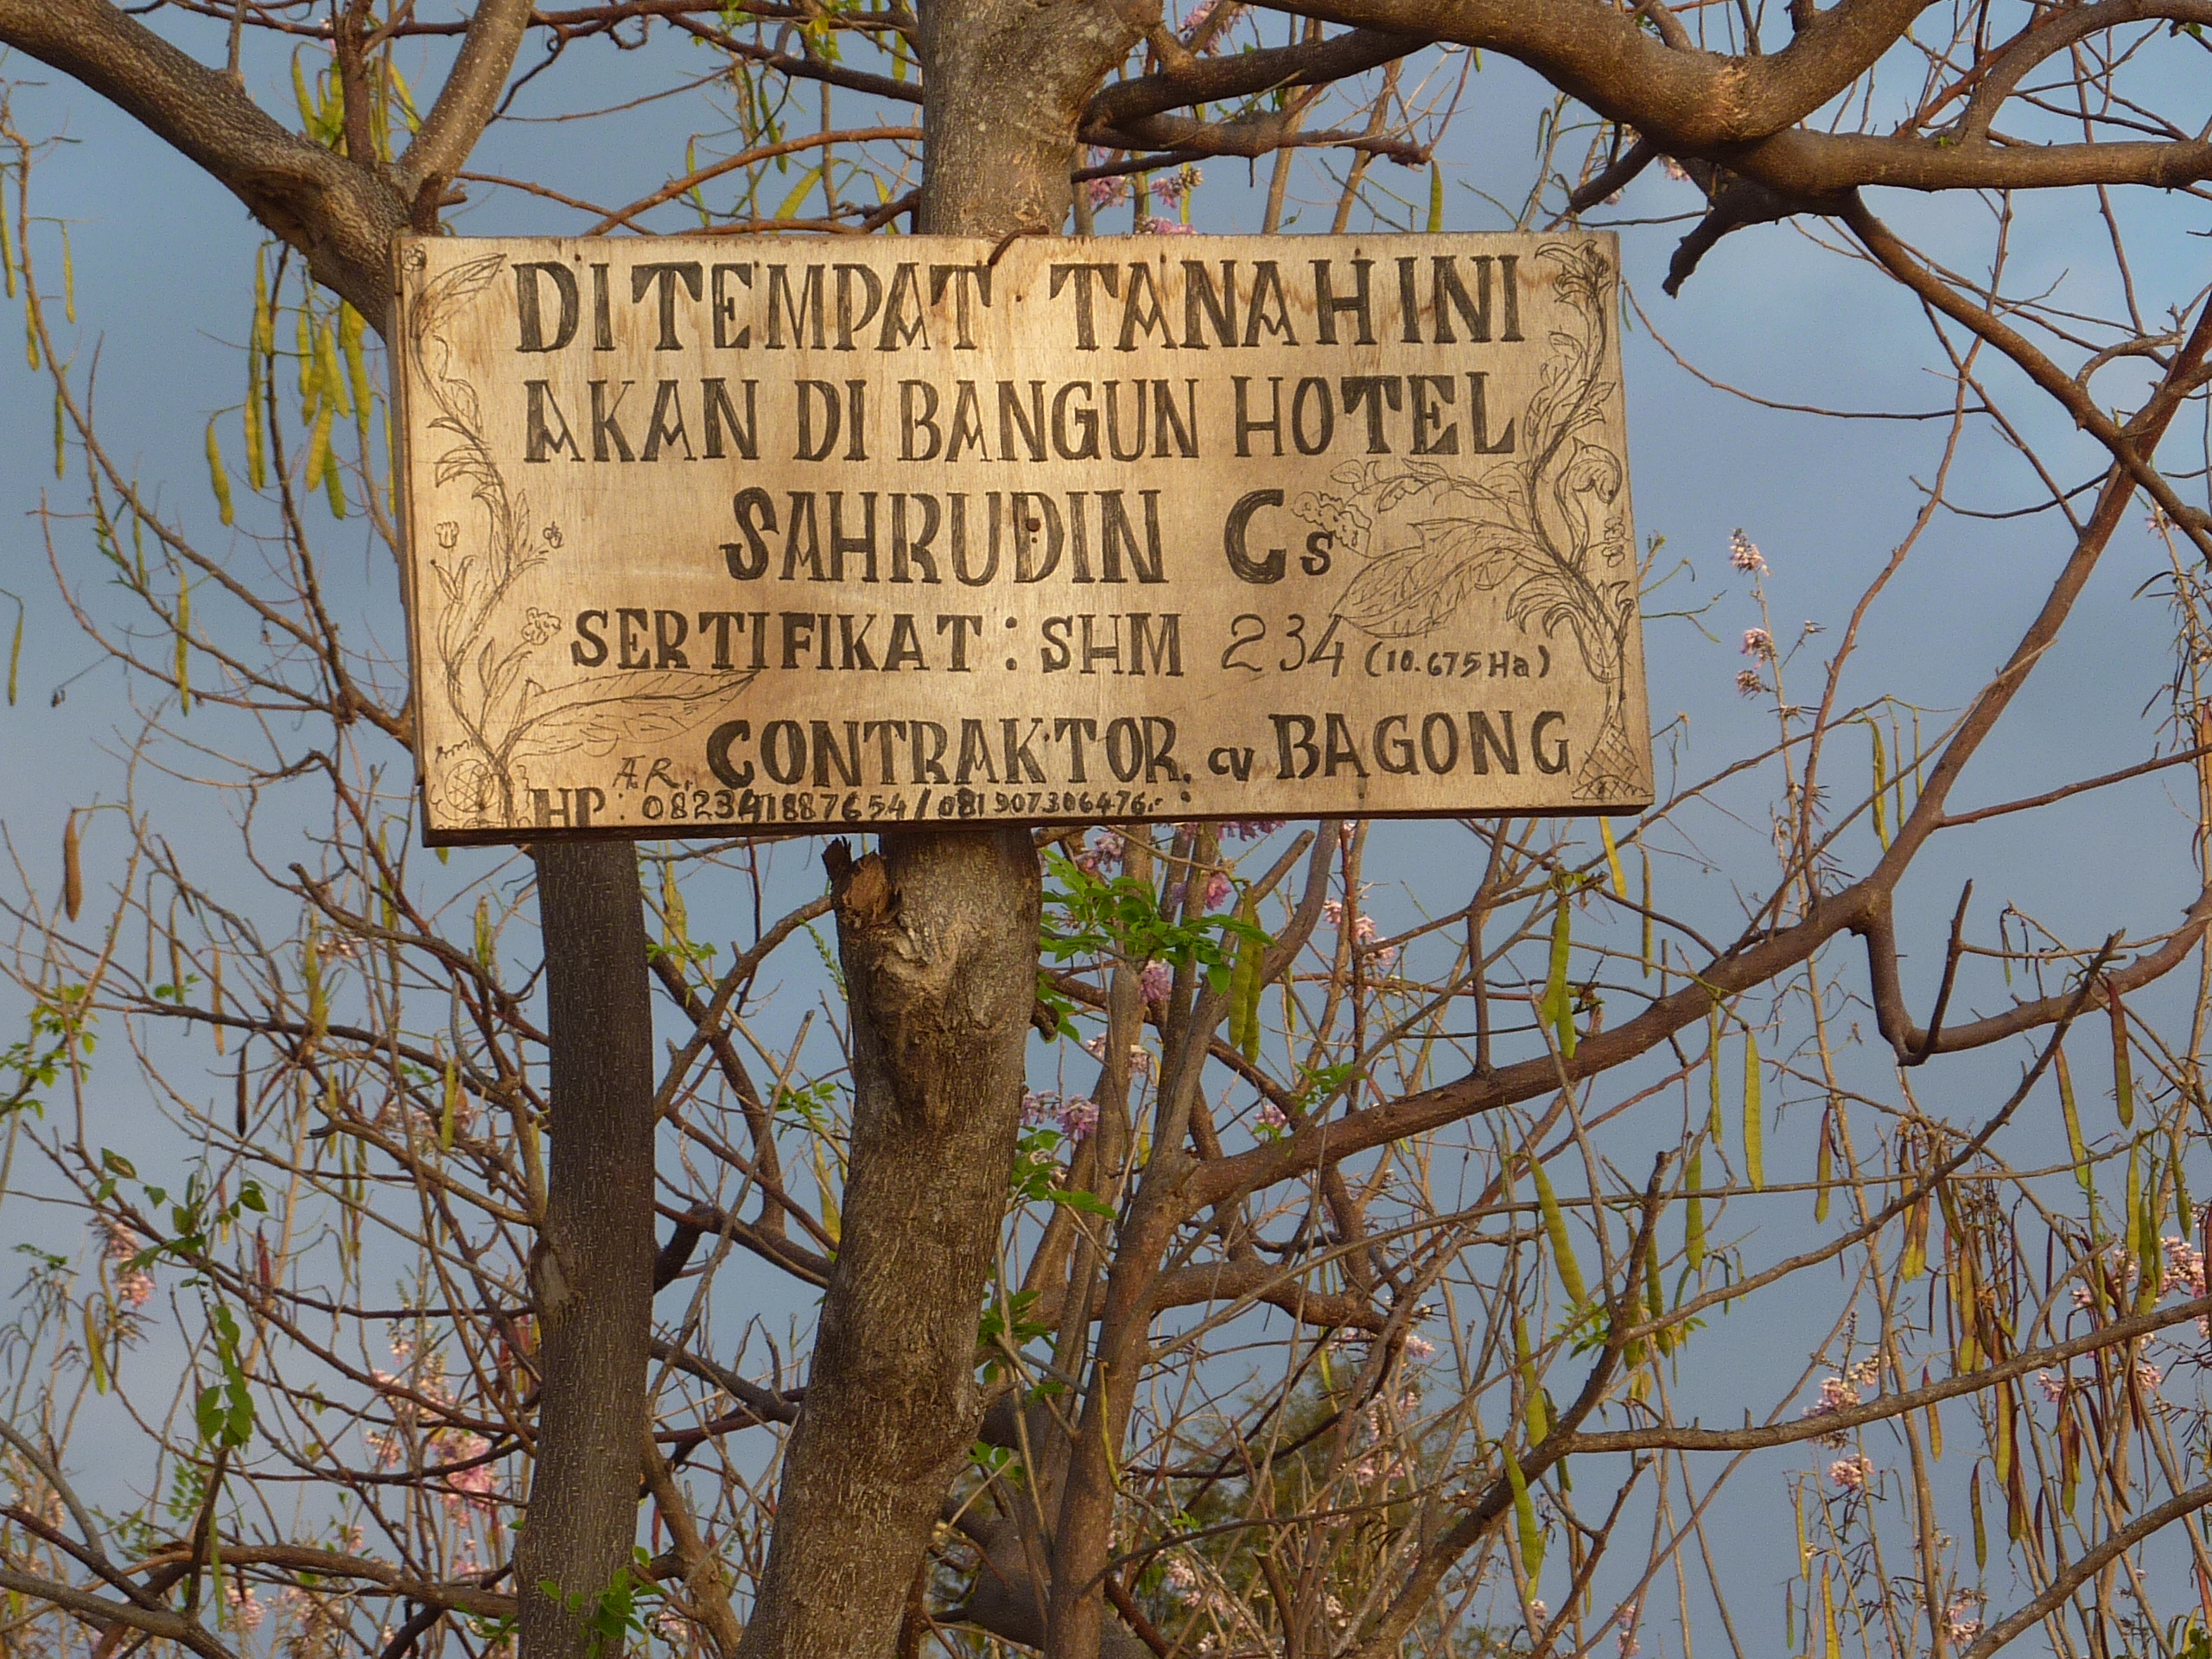 DI TEMPAT TANAH INI
AKAN DI BANGUN HOTEL
SAHRUDIN Cs
SERTIFIKAT : SHM 234 (10.675 Ha)
A.R. CONTRAKTOR. CV BAGONG
HP : 082341887654 / 081907306476.-